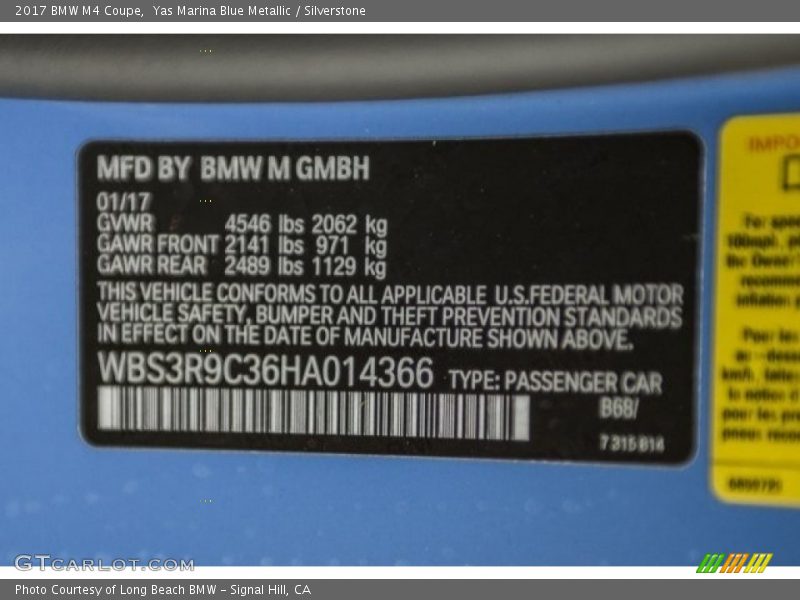 2017 BMW M4 Coupe,  Yas Marina Blue Metallic / Silverstone
MFD BY BMW M GMBH
01/17
GVWR 4546 lbs 2062 kg
GAWR FRONT 2141 lbs 971 kg
GAWR REAR 2489 lbs 1129 kg
THIS VEHICLE CONFORMS TO ALL APPLICABLE U.S.FEDERAL MOTOR
VEHICLE SAFETY, BUMPER AND THEFT PREVENTION STANDARDS
IN EFFECT ON THE DATE OF MANUFACTURE SHOWN ABOVE.
WBS3R9C36HA014366 TYPE: PASSENGER CAR
B68/
7 315 814
IMPO
GTCARLOT.COM
Photo Courtesy of Long Beach BMW – Signal Hill, CA